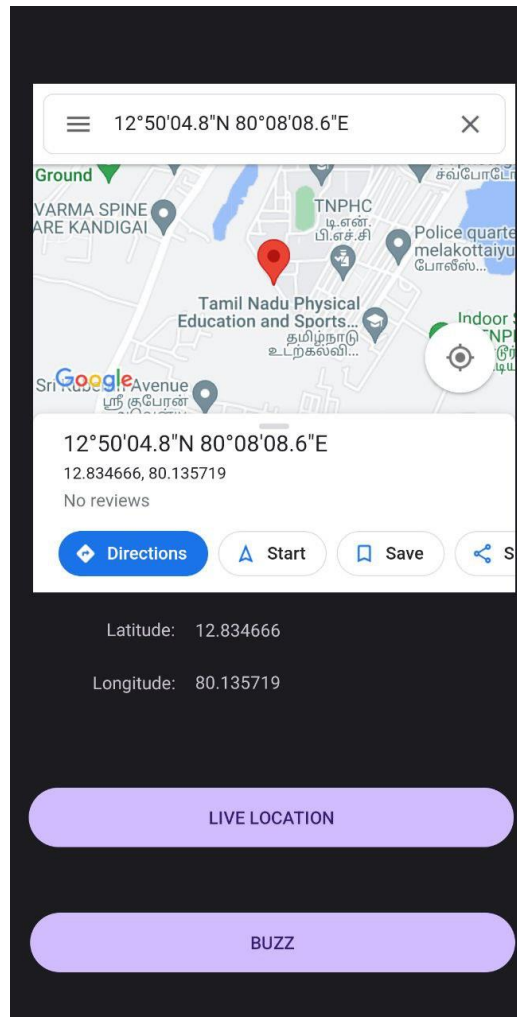 12°50'04.8"N 80°08'08.6"E
Ground
VARMA SPINE
ARE KANDIGAI
TNPHC
டி.என்.
பி.எச்.சி
Police quarte
melakottaiyu
போலீஸ்...
Tamil Nadu Physical
Education and Sports...
தமிழ்நாடு
உடற்கல்வி...
Indoor S
Google
Avenue
ஸ்ரீ குபேரன்
12°50'04.8"N 80°08'08.6"E
12.834666, 80.135719
No reviews
Directions
Start
Save
S
Latitude: 12.834666
Longitude: 80.135719
LIVE LOCATION
BUZZ